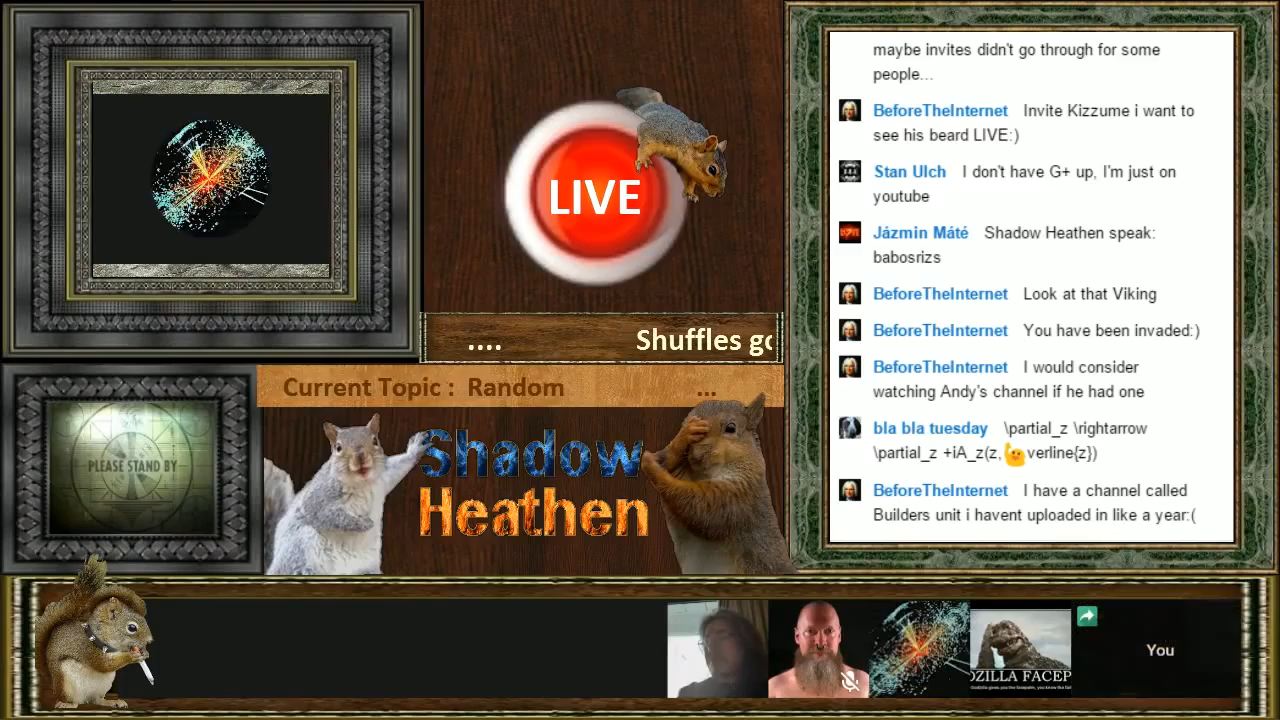 LIVE
.... Shuffles go
Current Topic : Random ...
PLEASE STAND BY
Shadow
Heathen
maybe invites didn't go through for some
people...
BeforeTheInternet Invite Kizzume i want to
see his beard LIVE:)
Stan Ulch I don't have G+ up, I'm just on
youtube
Jázmin Máté Shadow Heathen speak:
babosrizs
BeforeTheInternet Look at that Viking
BeforeTheInternet You have been invaded:)
BeforeTheInternet I would consider
watching Andy's channel if he had one
bla bla tuesday \partial_z \rightarrow
\partial_z +iA_z(z,verline{z})
BeforeTheInternet I have a channel called
Builders unit i havent uploaded in like a year:(
OZILLA FACEP
You